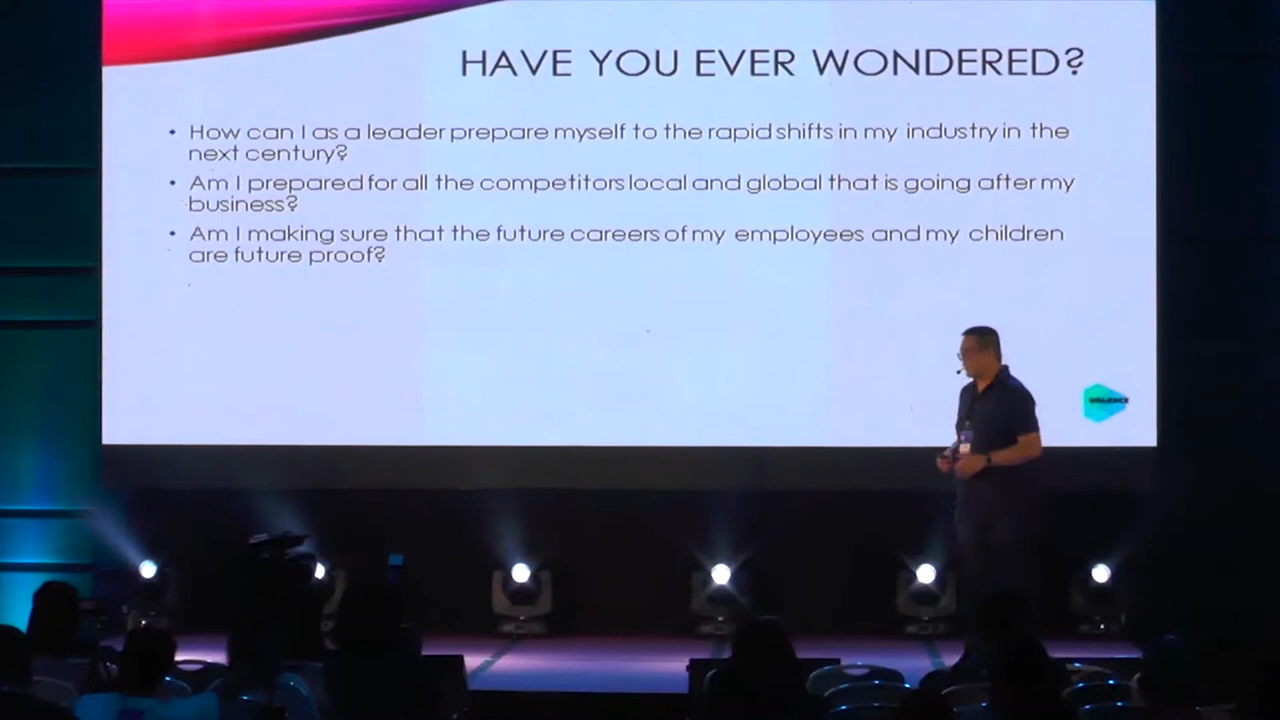 HAVE YOU EVER WONDERED?
• How can I as a leader prepare myself to the rapid shifts in my industry in the
next century?
• Am I prepared for all the competitors local and global that is going after my
business?
• Am I making sure that the future careers of my employees and my children
are future proof?